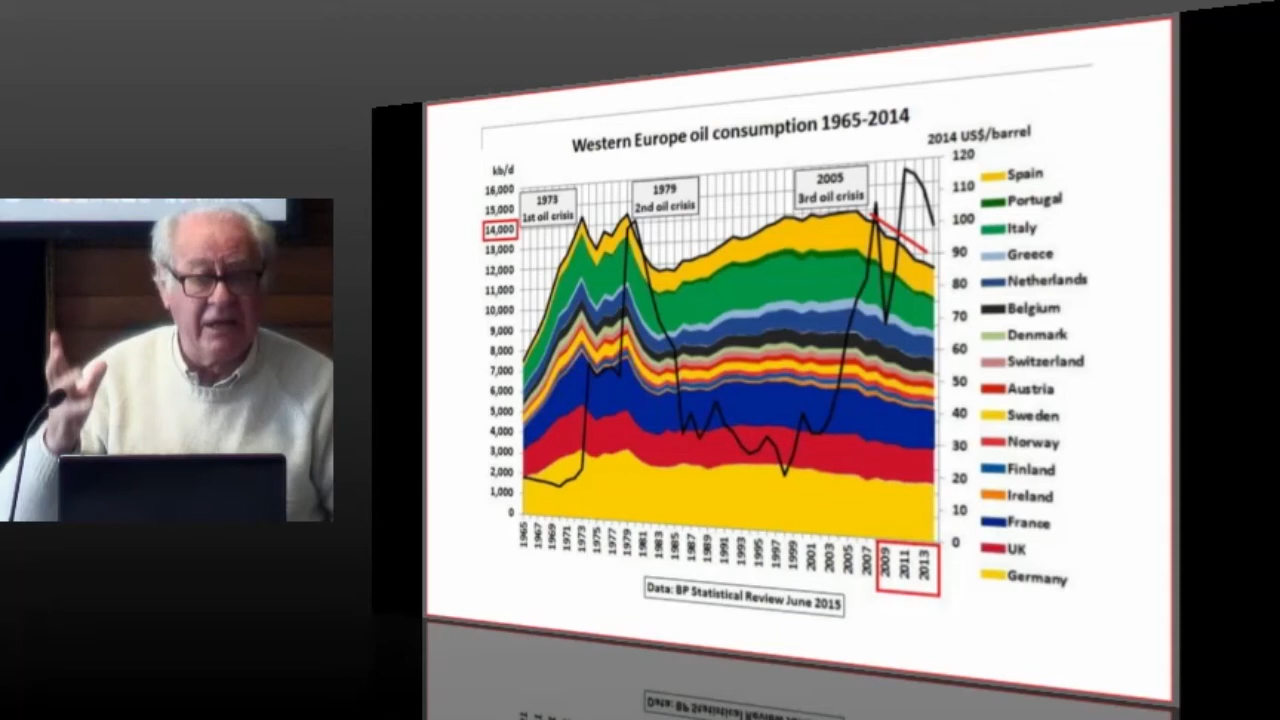 Western Europe oil consumption 1965-2014
kb/d
2014 US$/barrel
16,000
15,000
14,000
13,000
12,000
11,000
10,000
9,000
8,000
7,000
6,000
5,000
4,000
3,000
2,000
1,000
0
1973
1st oil crisis
1979
2nd oil crisis
2005
3rd oil crisis
120
110
100
90
80
70
60
50
40
30
20
10
0
Spain
Portugal
Italy
Greece
Netherlands
Belgium
Denmark
Switzerland
Austria
Sweden
Norway
Finland
Ireland
France
UK
Germany
1965
1967
1969
1971
1973
1975
1977
1979
1981
1983
1985
1987
1989
1991
1993
1995
1997
1999
2001
2003
2005
2007
2009
2011
2013
Data: BP Statistical Review June 2015